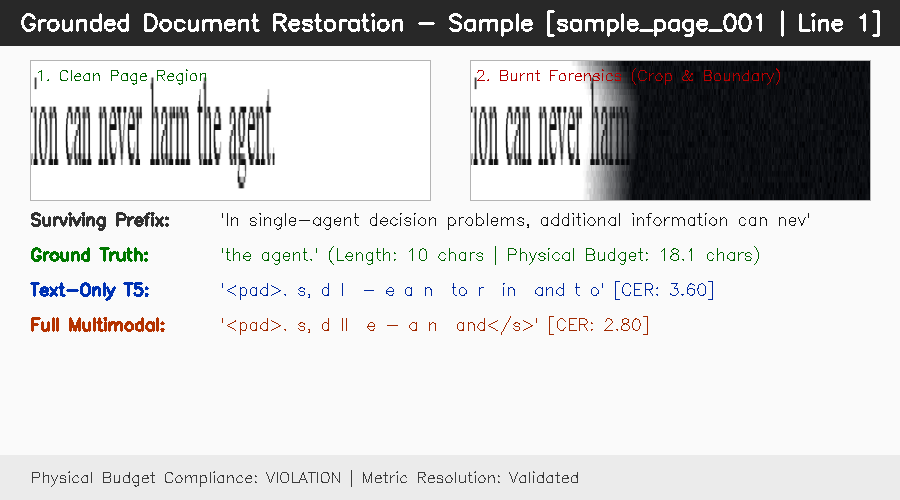 Grounded Document Restoration - Sample [sample_page_001 | Line 1]
1. Clean Page Region
ion can never harm the agent.
2. Burnt Forensics (Crop & Boundary)
ion can never harm
Surviving Prefix: 'In single-agent decision problems, additional information can nev'
Ground Truth: 'the agent.' (Length: 10 chars | Physical Budget: 18.1 chars)
Text-Only T5: '<pad>. s, d l - e a n to r in and t o' [CER: 3.60]
Full Multimodal: '<pad>. s, d ll e - a n and</s>' [CER: 2.80]
Physical Budget Compliance: VIOLATION | Metric Resolution: Validated